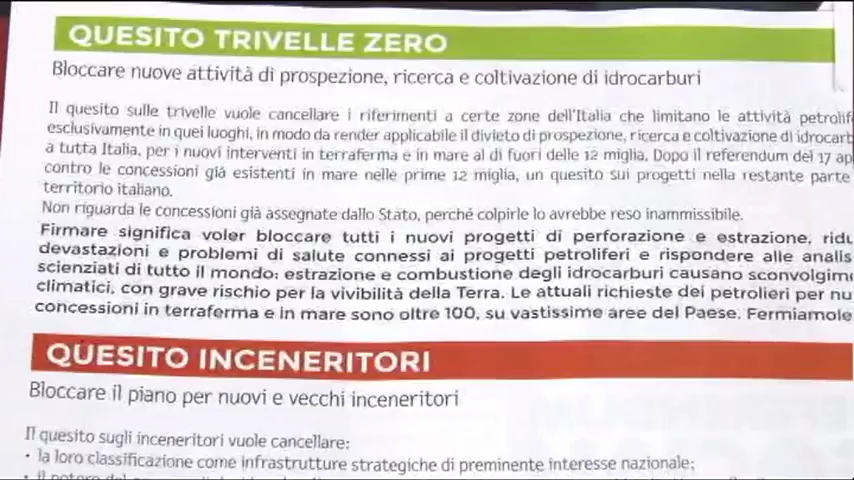 QUESITO TRIVELLE ZERO
Bloccare nuove attività di prospezione, ricerca e coltivazione di idrocarburi
Il quesito sulle trivelle vuole cancellare i riferimenti a certe zone dell'Italia che limitano le attività petrolif
esclusivamente in quei luoghi, in modo da render applicabile il divieto di prospezione, ricerca e coltivazione di idrocarb
a tutta Italia, per i nuovi interventi in terraferma e in mare al di fuori delle 12 miglia. Dopo il referendum del 17 ap
contro le concessioni già esistenti in mare nelle prime 12 miglia, un quesito sui progetti nella restante parte
territorio italiano.
Non riguarda le concessioni già assegnate dallo Stato, perché colpirle lo avrebbe reso inammissibile.
Firmare significa voler bloccare tutti i nuovi progetti di perforazione e estrazione, ridu
devastazioni e problemi di salute connessi ai progetti petroliferi e rispondere alle analis
scienziati di tutto il mondo: estrazione e combustione degli idrocarburi causano sconvolgime
climatici, con grave rischio per la vivibilità della Terra. Le attuali richieste dei petrolieri per nu
concessioni in terraferma e in mare sono oltre 100, su vastissime aree del Paese. Fermiamole
QUESITO INCENERITORI
Bloccare il piano per nuovi e vecchi inceneritori
Il quesito sugli inceneritori vuole cancellare:
• la loro classificazione come infrastrutture strategiche di preminente interesse nazionale;